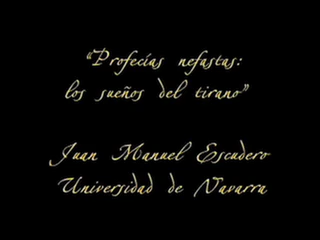 “Profecías nefastas:
los sueños del tirano”
Juan Manuel Escudero
Universidad de Navarra